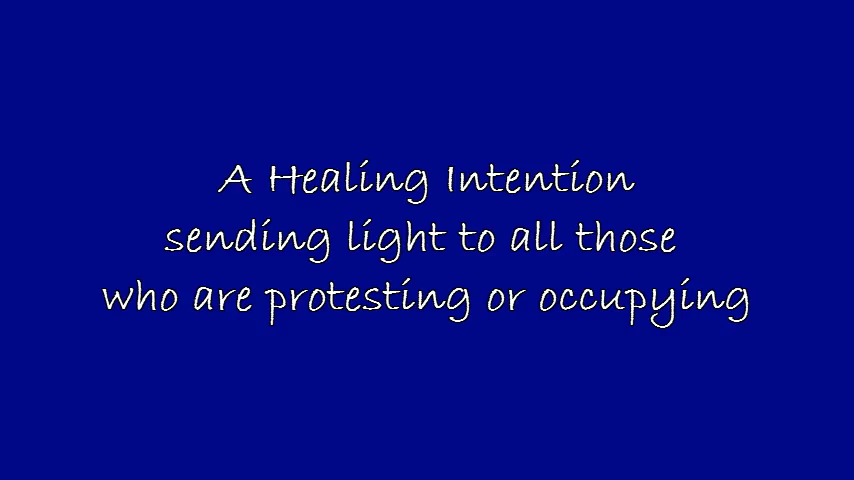 A Healing Intention
sending light to all those
who are protesting or occupying